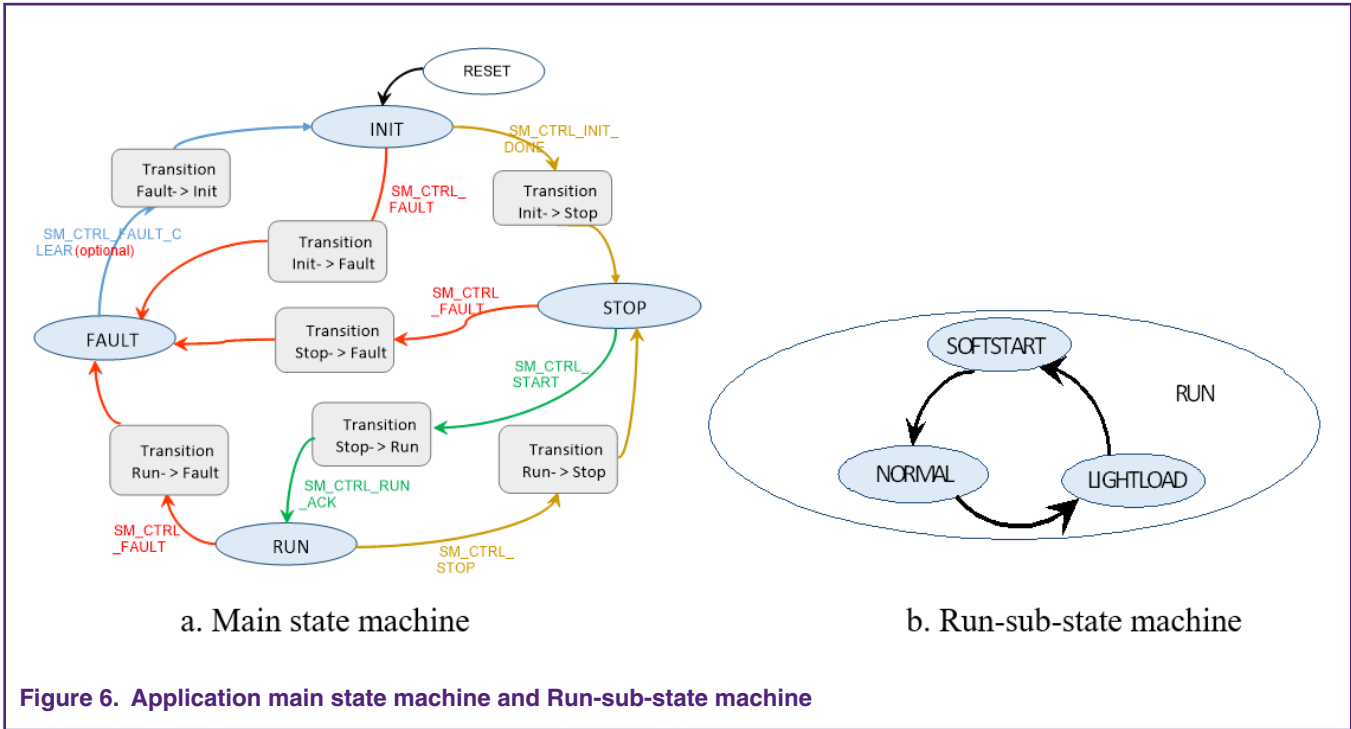 RESET
INIT
SM_CTRL_INIT_
DONE
Transition
Fault- > Init
SM_CTRL_
FAULT
Transition
Init- > Stop
SM_CTRL_FAULT_C
LEAR (optional)
Transition
Init- > Fault
SM_CTRL
_FAULT
STOP
FAULT
Transition
Stop- > Fault
SM_CTRL_
START
Transition
Stop- > Run
Transition
Run- > Fault
Transition
Run- > Stop
SM_CTRL_RUN
_ACK
SM_CTRL
_FAULT
RUN
SM_CTRL_
STOP
a. Main state machine
SOFTSTART
RUN
NORMAL
LIGHTLOAD
b. Run-sub-state machine
Figure 6. Application main state machine and Run-sub-state machine